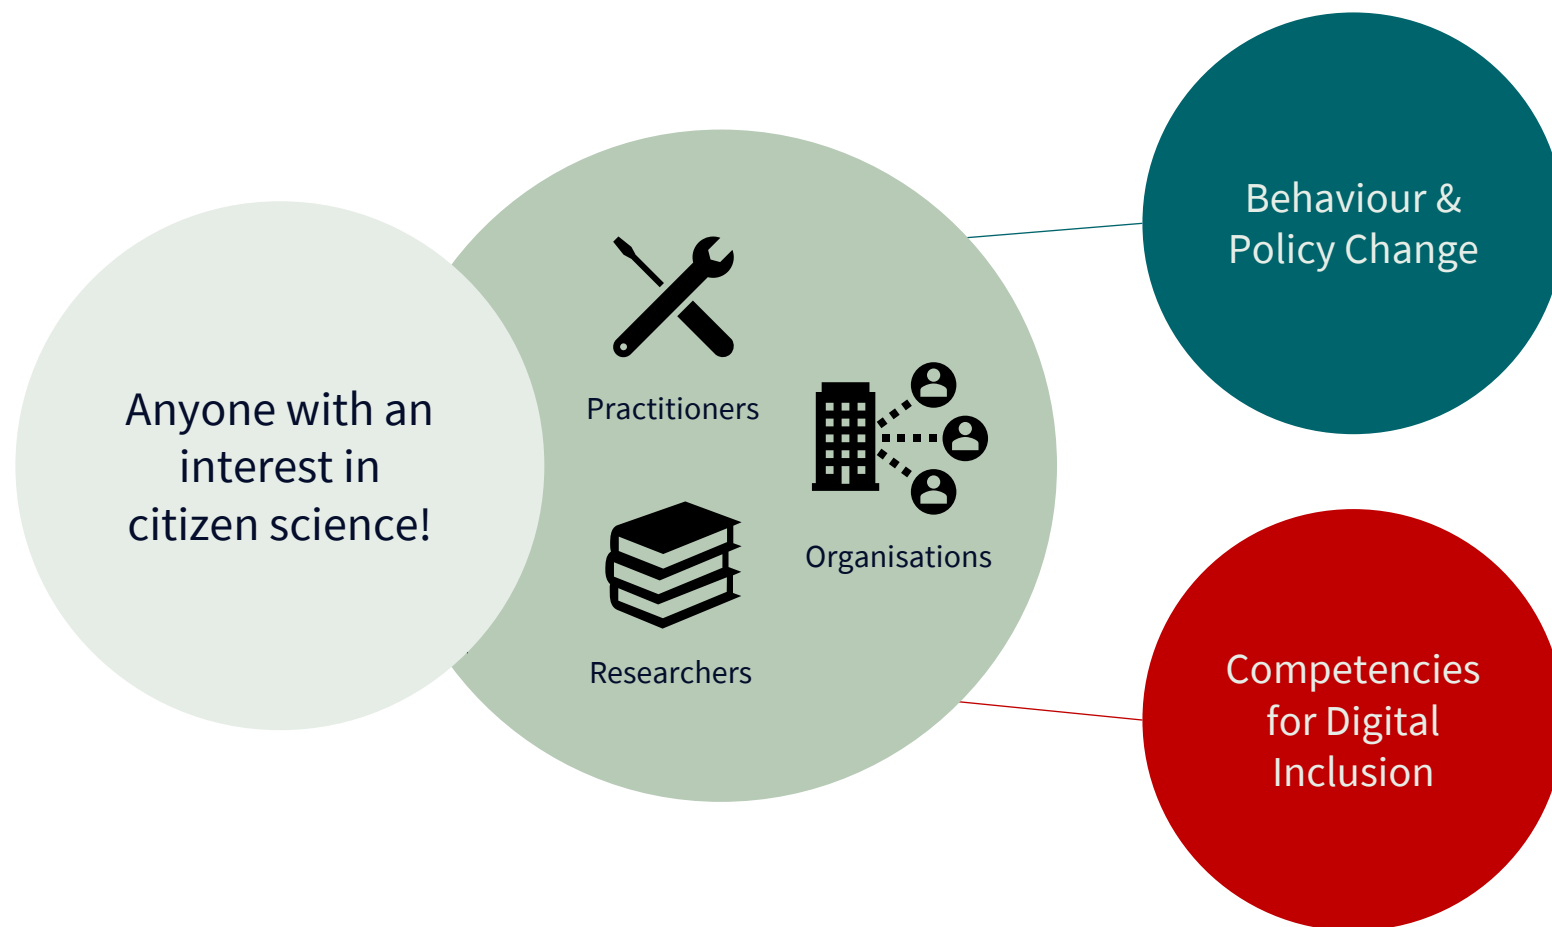 Anyone with an
interest in
citizen science!
Practitioners
Organisations
Researchers
Behaviour &
Policy Change
Competencies
for Digital
Inclusion